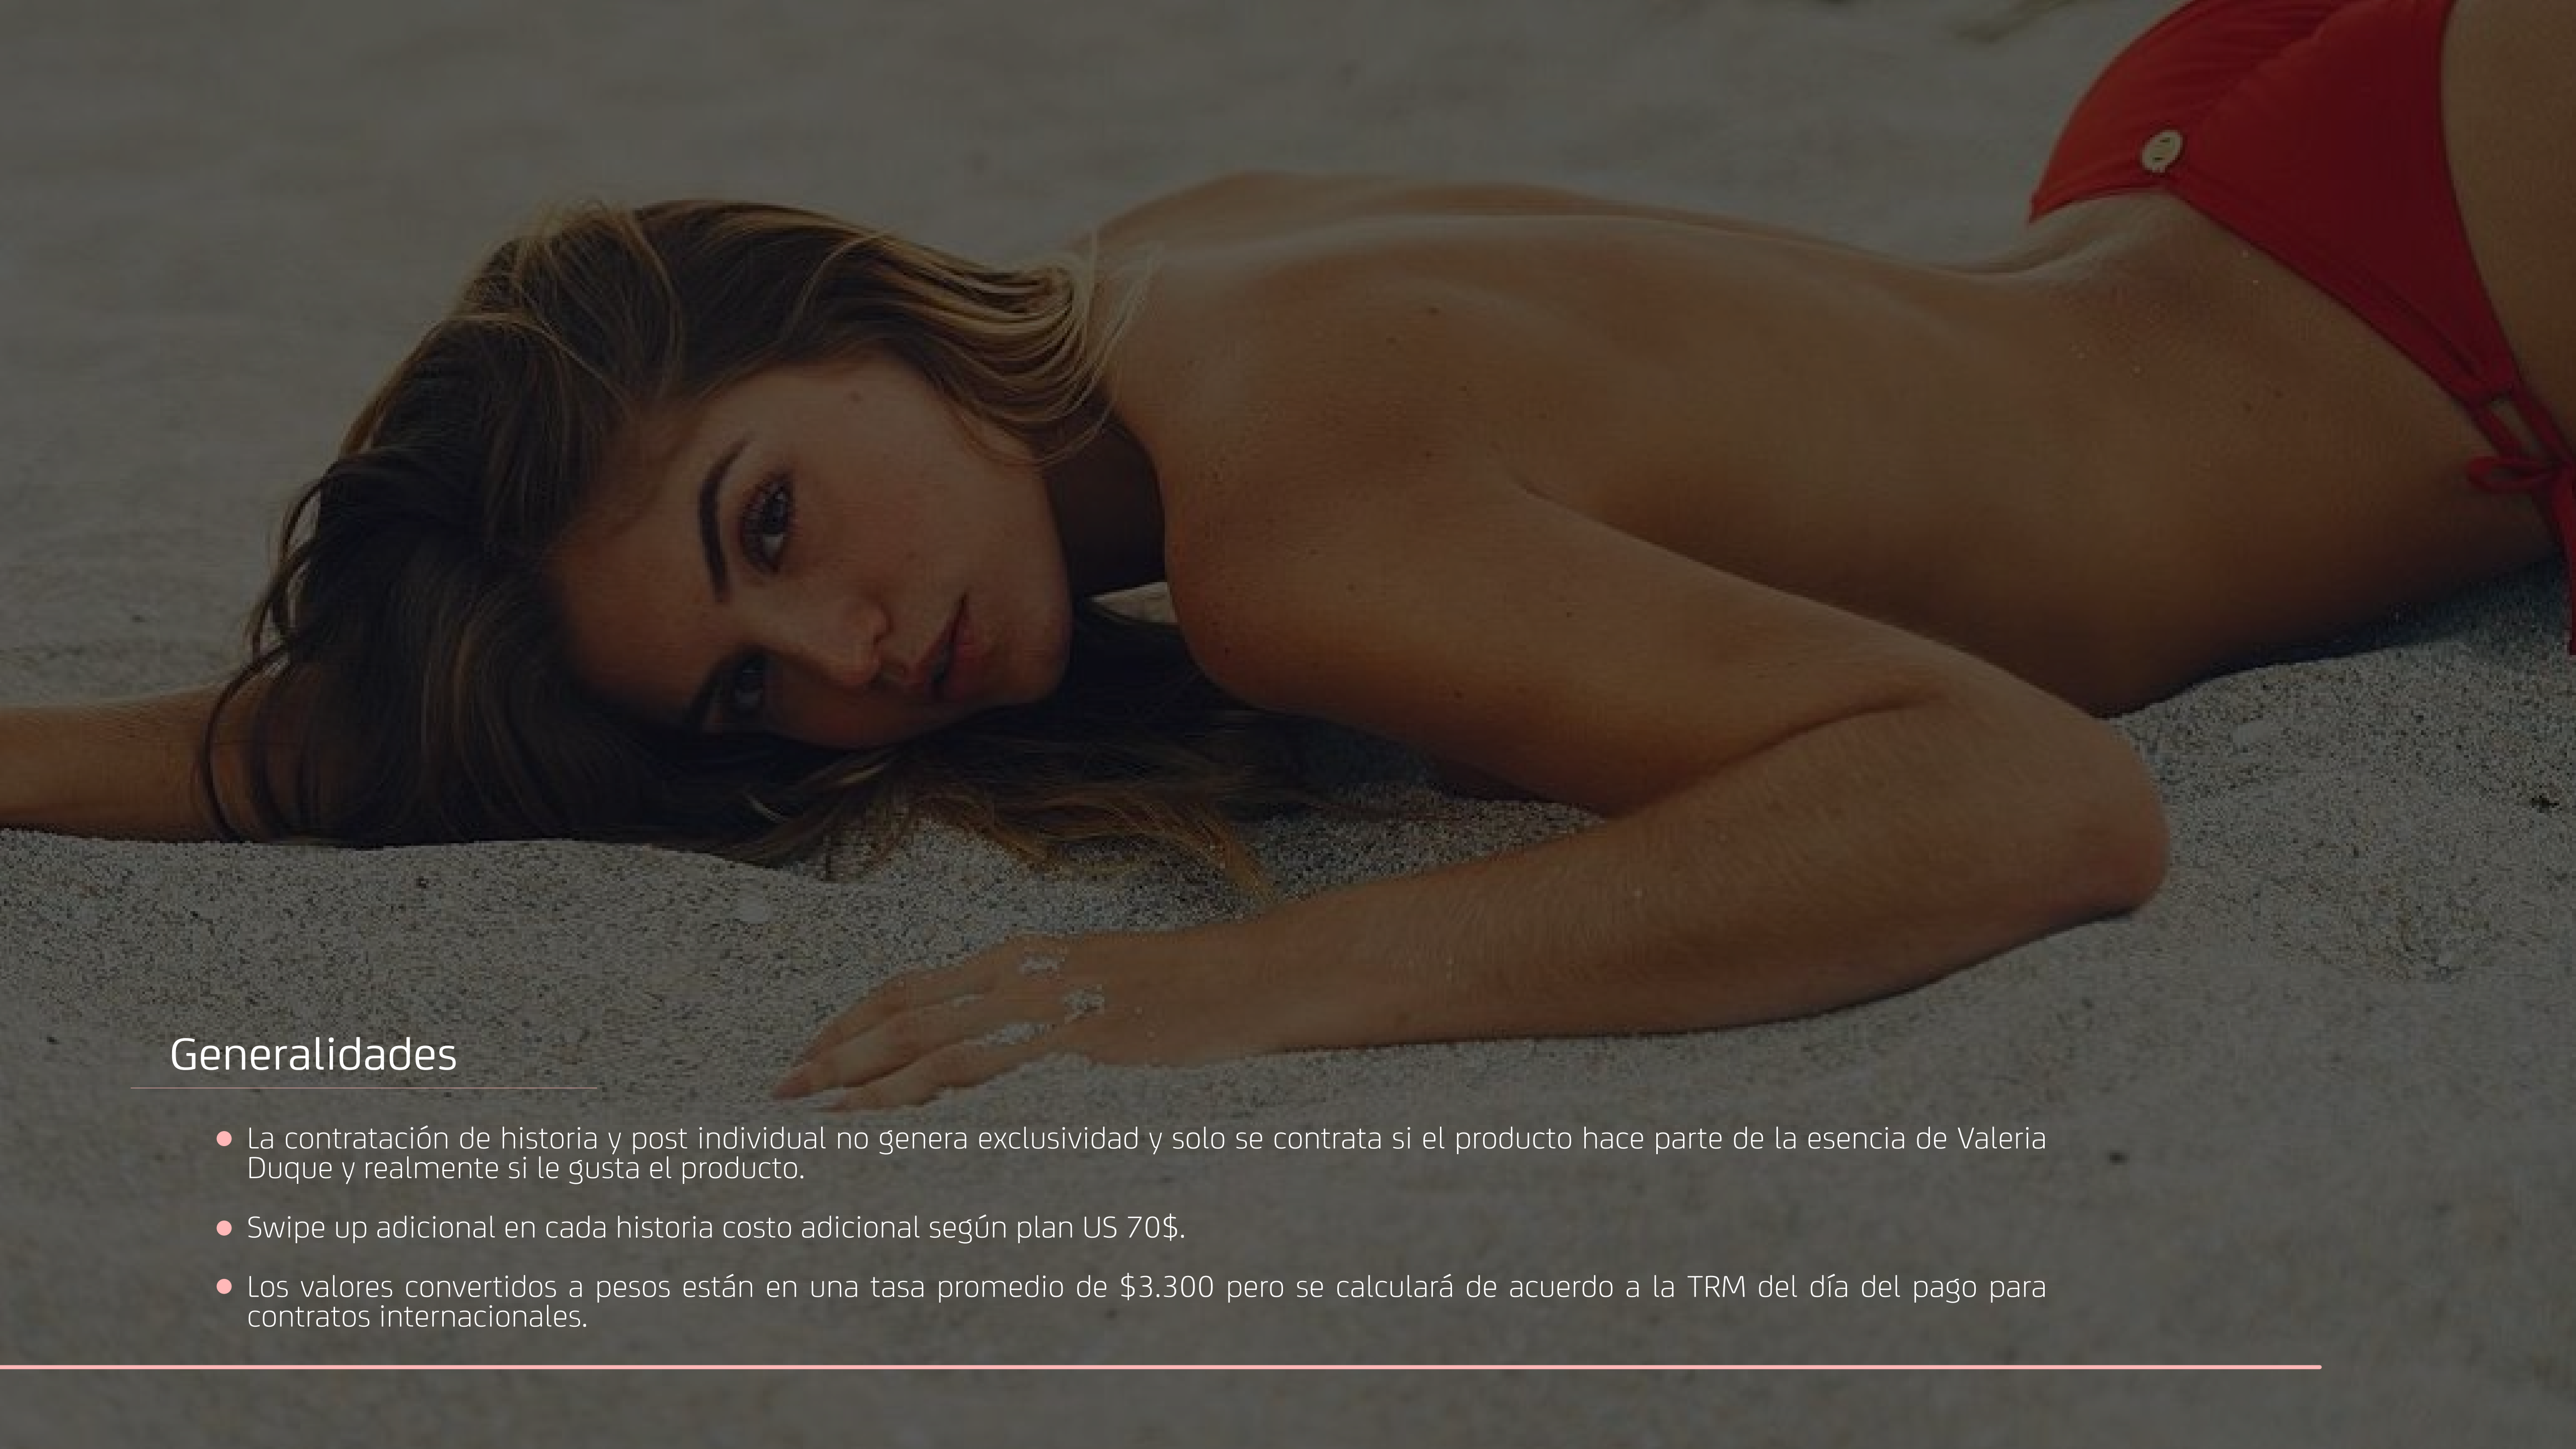 Generalidades
La contratación de historia y post individual no genera exclusividad y solo se contrata si el producto hace parte de la esencia de Valeria
Duque y realmente si le gusta el producto.
Swipe up adicional en cada historia costo adicional según plan US 70$.
Los valores convertidos a pesos están en una tasa promedio de $3.300 pero se calculará de acuerdo a la TRM del día del pago para
contratos internacionales.